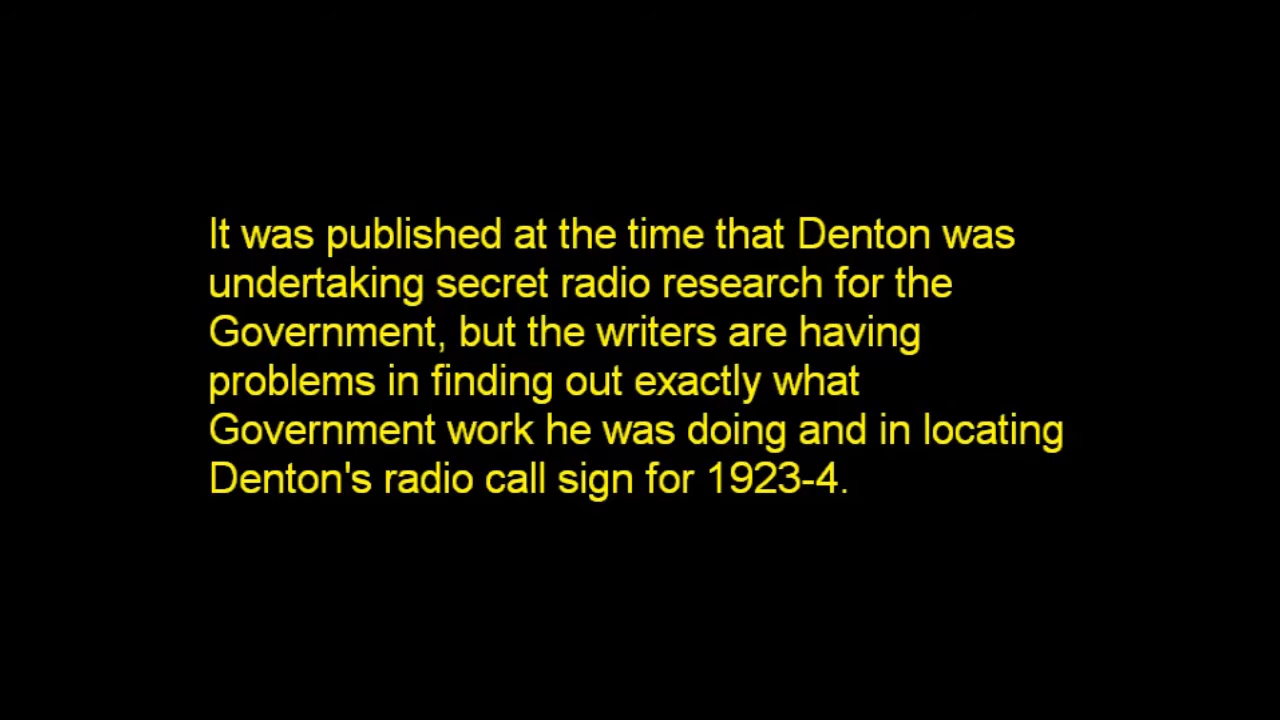 It was published at the time that Denton was
undertaking secret radio research for the
Government, but the writers are having
problems in finding out exactly what
Government work he was doing and in locating
Denton's radio call sign for 1923-4.